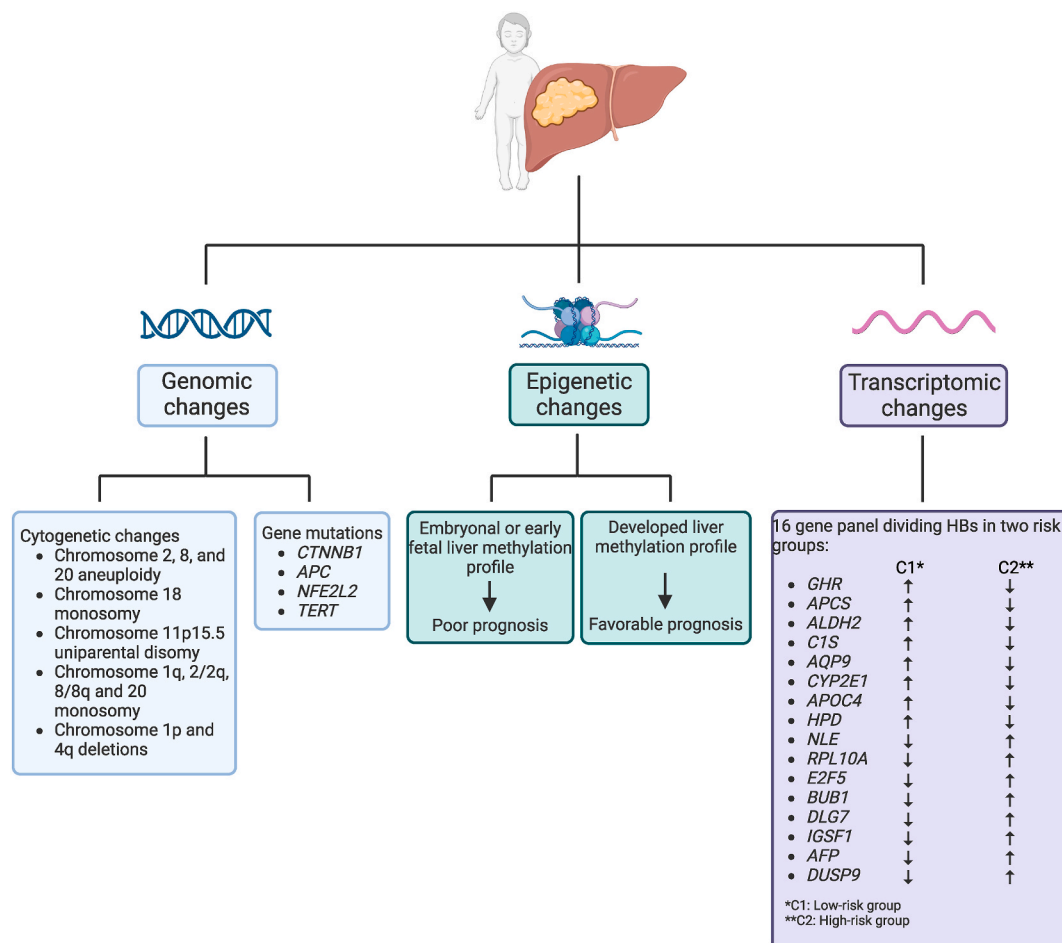 Genomic
changes
Epigenetic
changes
Transcriptomic
changes
Cytogenetic changes
• Chromosome 2, 8, and
20 aneuploidy
• Chromosome 18
monosomy
• Chromosome 11p15.5
uniparental disomy
• Chromosome 1q, 2/2q,
8/8q and 20
monosomy
• Chromosome 1p and
4q deletions
Gene mutations
• CTNNB1
• APC
• NFE2L2
• TERT
Embryonal or early
fetal liver methylation
profile
↓
Poor prognosis
Developed liver
methylation profile
↓
Favorable prognosis
16 gene panel dividing HBs in two risk
groups:
C1* C2**
• GHR ↑ ↓
• APCS ↑ ↓
• ALDH2 ↑ ↓
• C1S ↑ ↓
• AQP9 ↑ ↓
• CYP2E1 ↑ ↓
• APOC4 ↑ ↓
• HPD ↑ ↓
• NLE ↓ ↑
• RPL10A ↓ ↑
• E2F5 ↓ ↑
• BUB1 ↓ ↑
• DLG7 ↓ ↑
• IGSF1 ↓ ↑
• AFP ↓ ↑
• DUSP9 ↓ ↑
*C1: Low-risk group
**C2: High-risk group